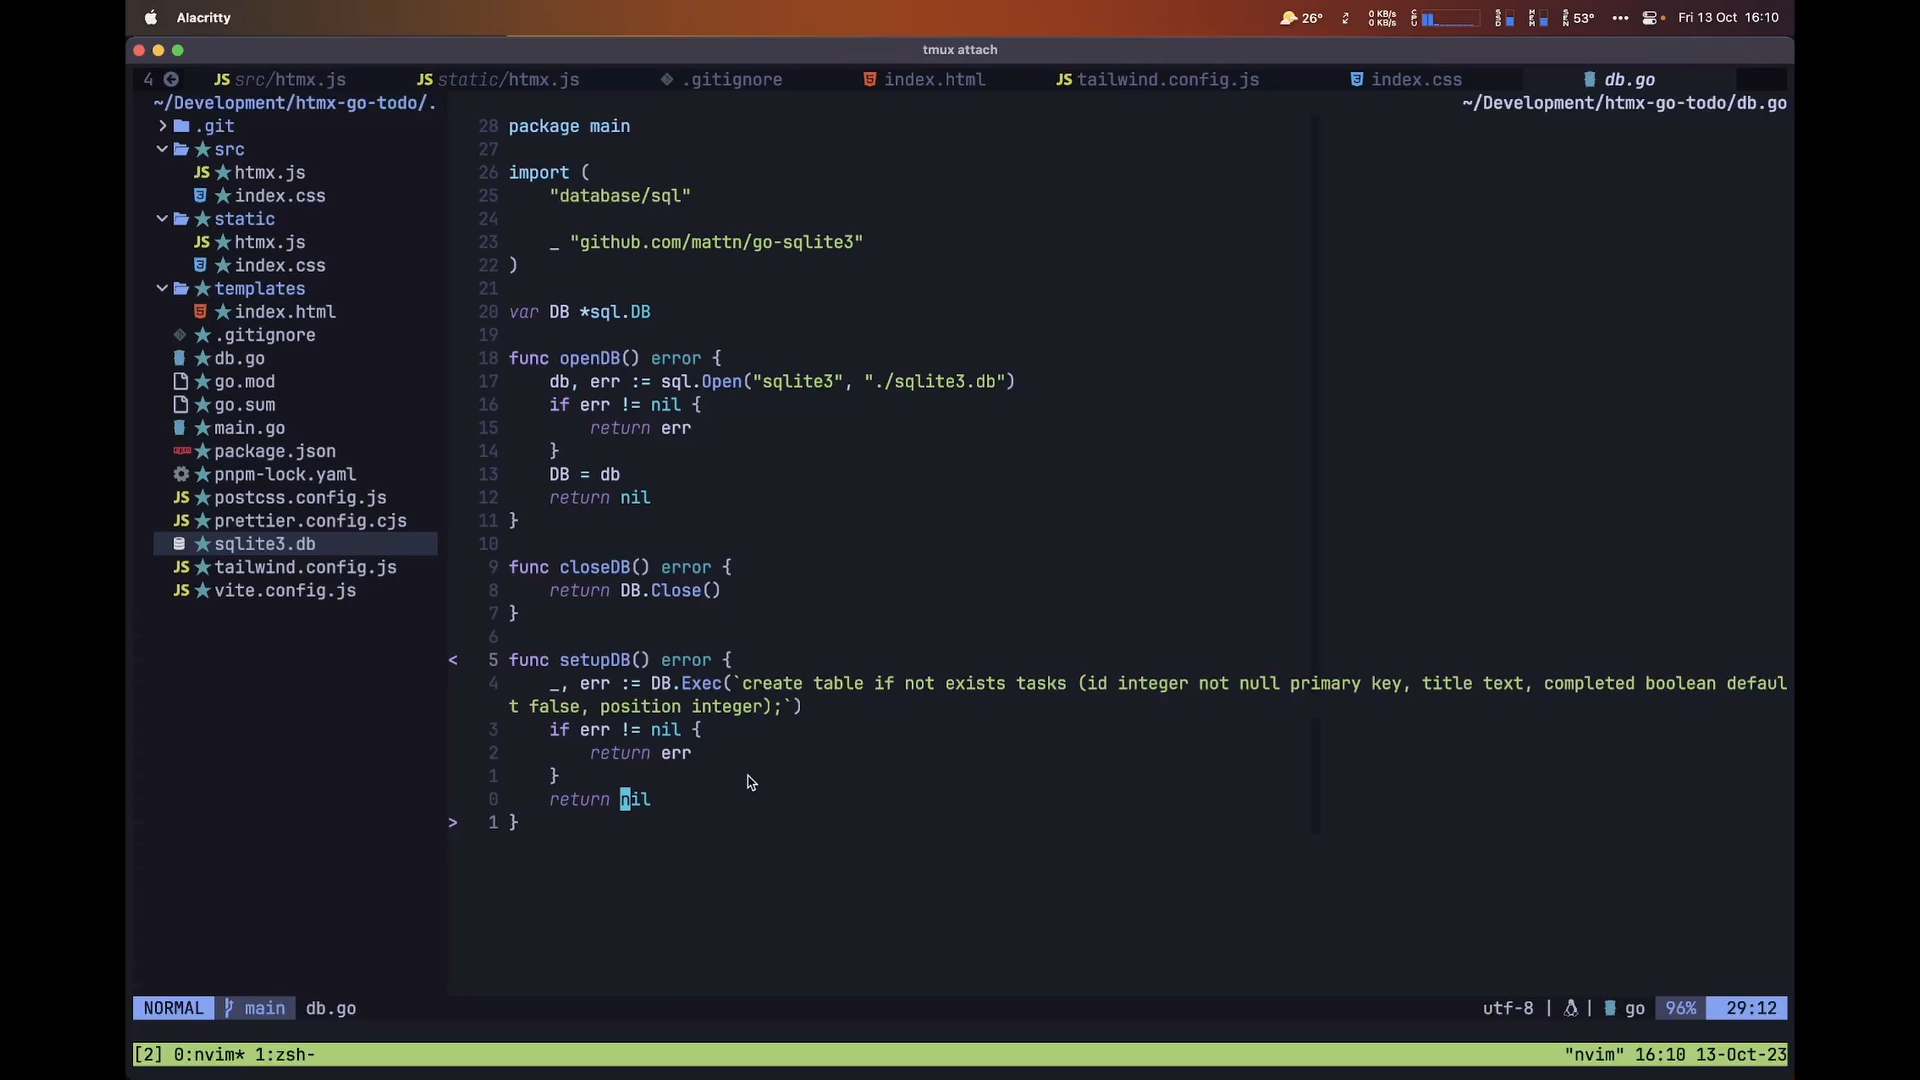 Alacritty
26°
0 KB/s
0 KB/s
CPU
SSD
MEM
SEN
53°
Fri 13 Oct 16:10
tmux attach
4 JS src/htmx.js JS static/htmx.js .gitignore index.html JS tailwind.config.js index.css db.go
~/Development/htmx-go-todo/. ~/Development/htmx-go-todo/db.go
.git
src
JS htmx.js
index.css
static
JS htmx.js
index.css
templates
index.html
.gitignore
db.go
go.mod
go.sum
main.go
package.json
pnpm-lock.yaml
JS postcss.config.js
JS prettier.config.cjs
sqlite3.db
JS tailwind.config.js
JS vite.config.js
28 package main
27
26 import (
25 "database/sql"
24
23 _ "github.com/mattn/go-sqlite3"
22 )
21
20 var DB *sql.DB
19
18 func openDB() error {
17 db, err := sql.Open("sqlite3", "./sqlite3.db")
16 if err != nil {
15 return err
14 }
13 DB = db
12 return nil
11 }
10
9 func closeDB() error {
8 return DB.Close()
7 }
6
< 5 func setupDB() error {
4 _, err := DB.Exec(`create table if not exists tasks (id integer not null primary key, title text, completed boolean defaul
t false, position integer);`)
3 if err != nil {
2 return err
1 }
0 return nil
> 1 }
NORMAL main db.go utf-8 | | go 96% 29:12
[2] 0:nvim* 1:zsh- "nvim" 16:10 13-Oct-23